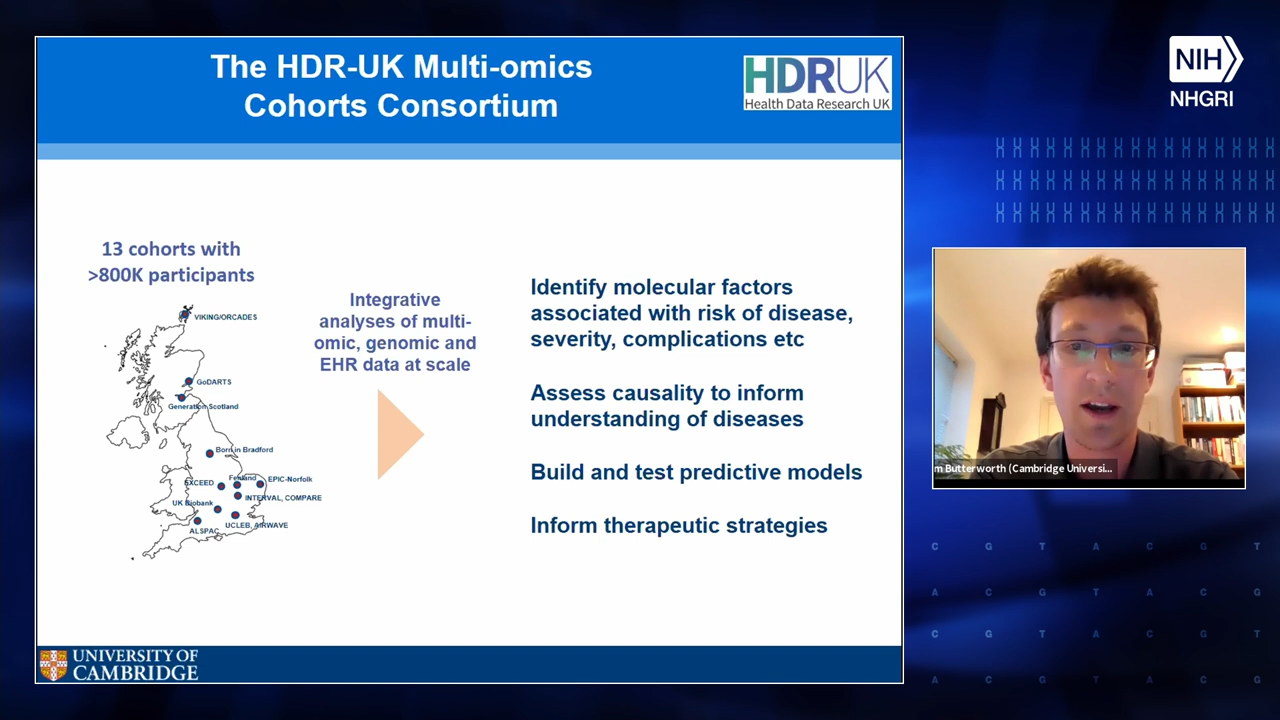 The HDR-UK Multi-omics
Cohorts Consortium
HDRUK
Health Data Research UK
NIH
NHGRI
13 cohorts with
>800K participants
VIKING/ORCADES
GoDARTS
Generation Scotland
Born in Bradford
EXCEED
Fenland
EPIC-Norfolk
INTERVAL, COMPARE
UK Biobank
UCLEB, AIRWAVE
ALSPAC
Integrative
analyses of multi-
omic, genomic and
EHR data at scale
Identify molecular factors
associated with risk of disease,
severity, complications etc
Assess causality to inform
understanding of diseases
Build and test predictive models
Inform therapeutic strategies
m Butterworth (Cambridge Universi...
C G T A C G T
A C G T A C G
C G T A C G T
A C G T A C G
UNIVERSITY OF
CAMBRIDGE